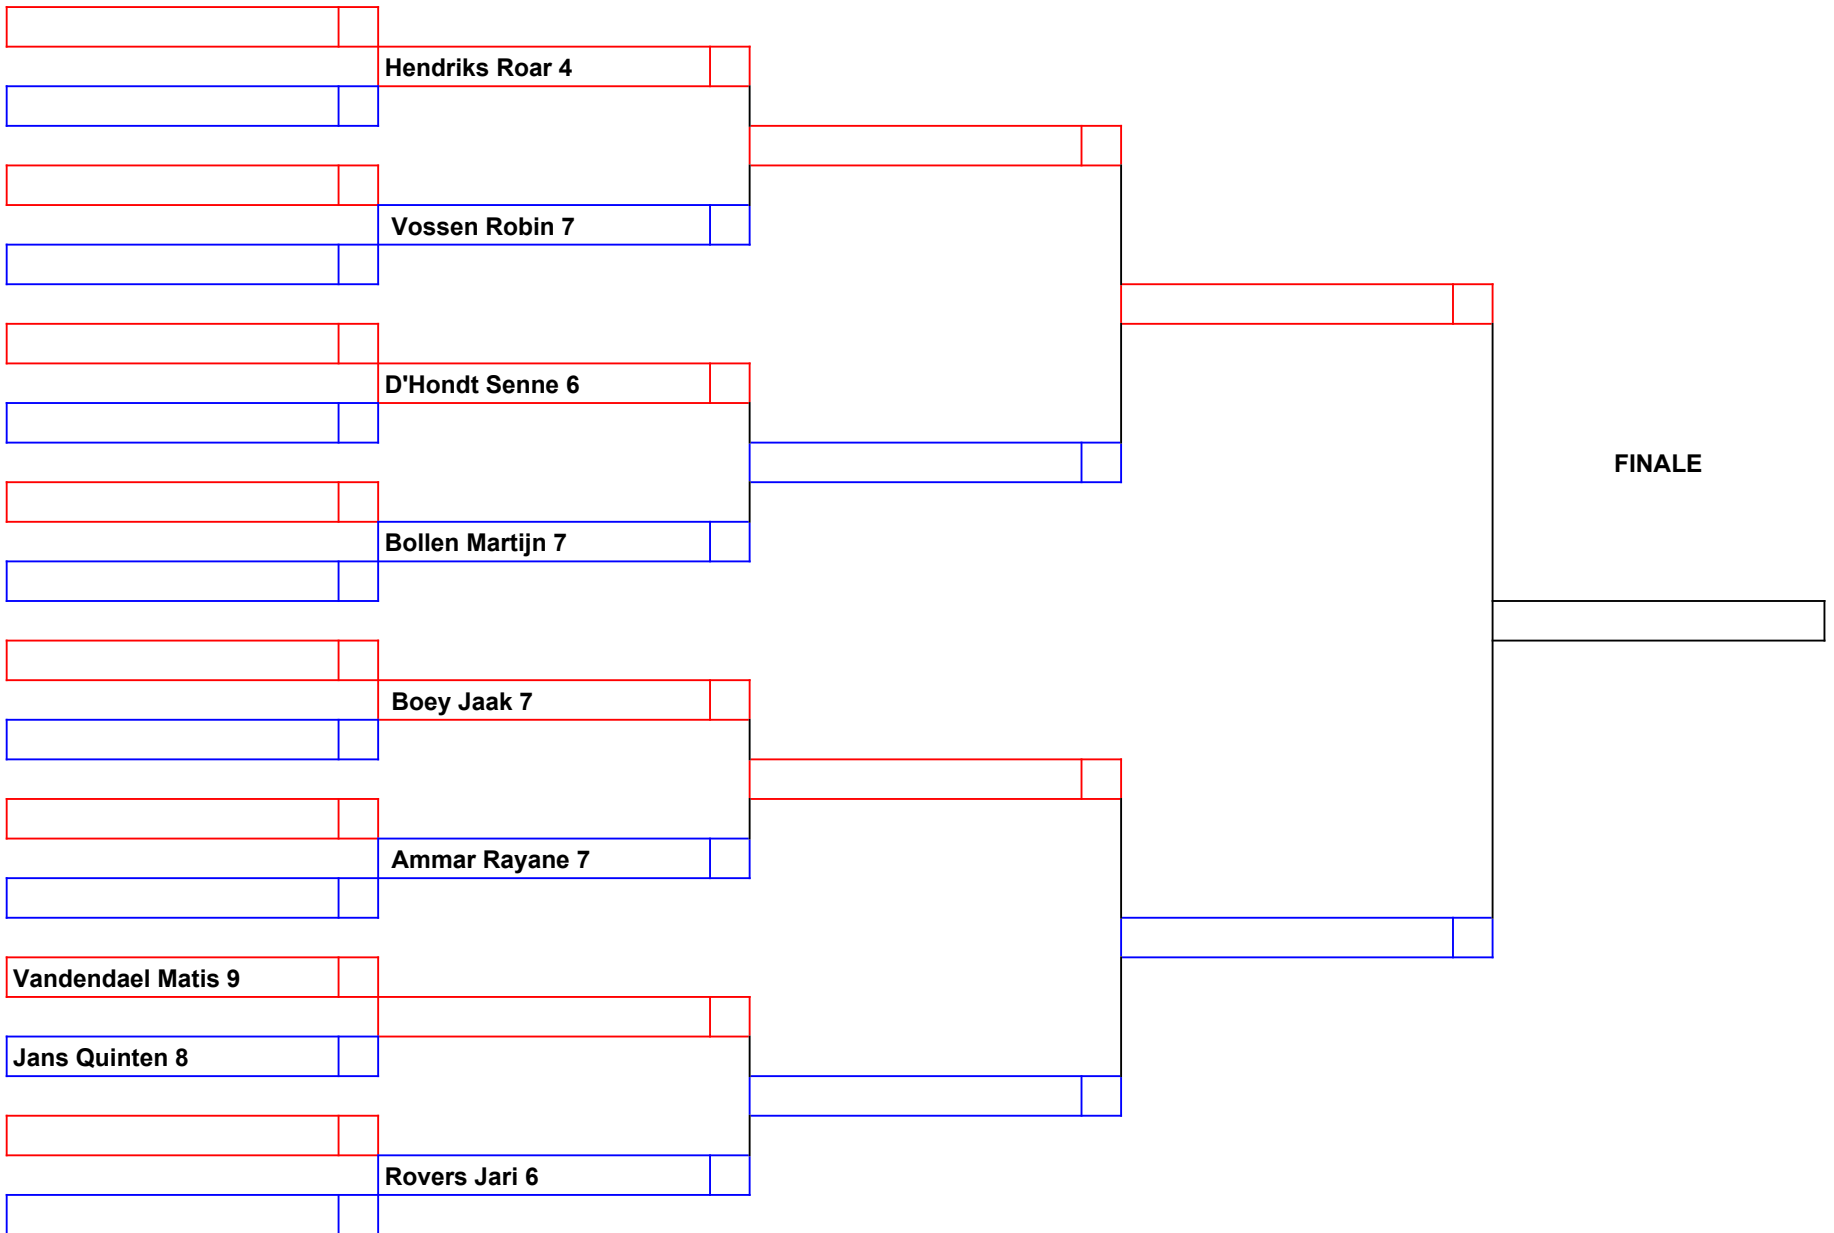 Hendriks Roar 4
Vossen Robin 7
D'Hondt Senne 6
FINALE
Bollen Martijn 7
Boey Jaak 7
Ammar Rayane 7
Vandendael Matis 9
Jans Quinten 8
Rovers Jari 6